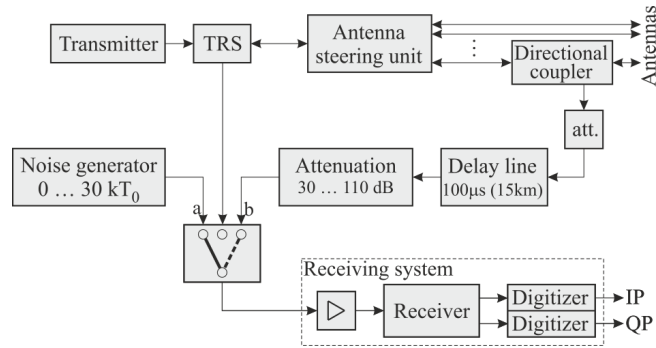 Transmitter
TRS
Antenna
steering unit
Directional
coupler
Antennas
att.
Noise generator
0 ... 30 kT₀
Attenuation
30 ... 110 dB
Delay line
100μs (15km)
a
b
Receiving system
Receiver
Digitizer
IP
Digitizer
QP